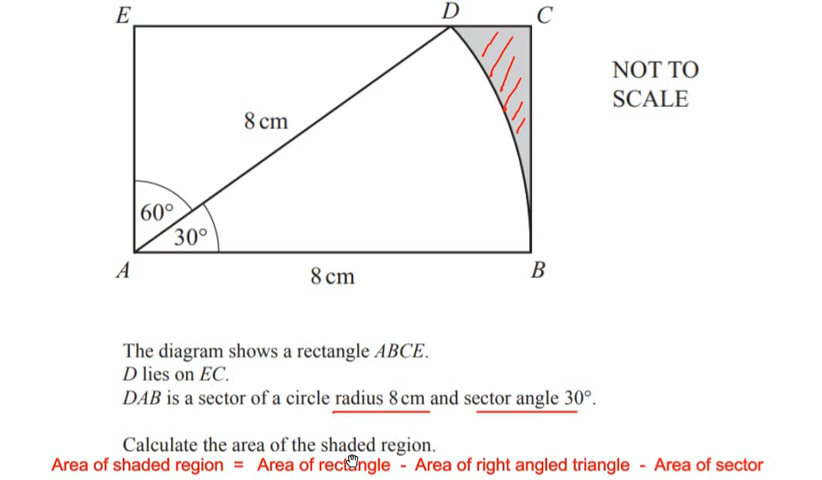 E
D
C
NOT TO
SCALE
8 cm
60°
30°
A
8 cm
B
The diagram shows a rectangle ABCE.
D lies on EC.
DAB is a sector of a circle radius 8 cm and sector angle 30°.
Calculate the area of the shaded region.
Area of shaded region = Area of rectangle - Area of right angled triangle - Area of sector